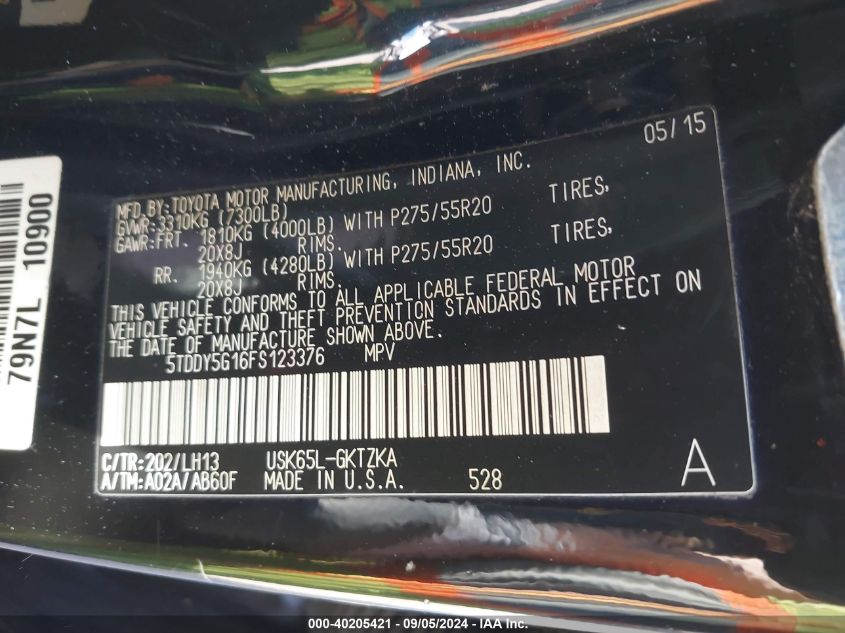 05/15
MFD.BY:TOYOTA MOTOR MANUFACTURING, INDIANA, INC.
GVWR:3310KG (7300LB)
GAWR:FRT. 1810KG (4000LB) WITH P275/55R20 TIRES,
20X8J RIMS.
RR. 1940KG (4280LB) WITH P275/55R20 TIRES,
20X8J RIMS.
THIS VEHICLE CONFORMS TO ALL APPLICABLE FEDERAL MOTOR
VEHICLE SAFETY AND THEFT PREVENTION STANDARDS IN EFFECT ON
THE DATE OF MANUFACTURE SHOWN ABOVE.
5TDDY5G16FS123376 MPV
C/TR:202/LH13 USK65L-GKTZKA
A/TM:A02A/AB60F MADE IN U.S.A. 528 A
79N7L 10900
000-40205421 - 09/05/2024 - IAA Inc.